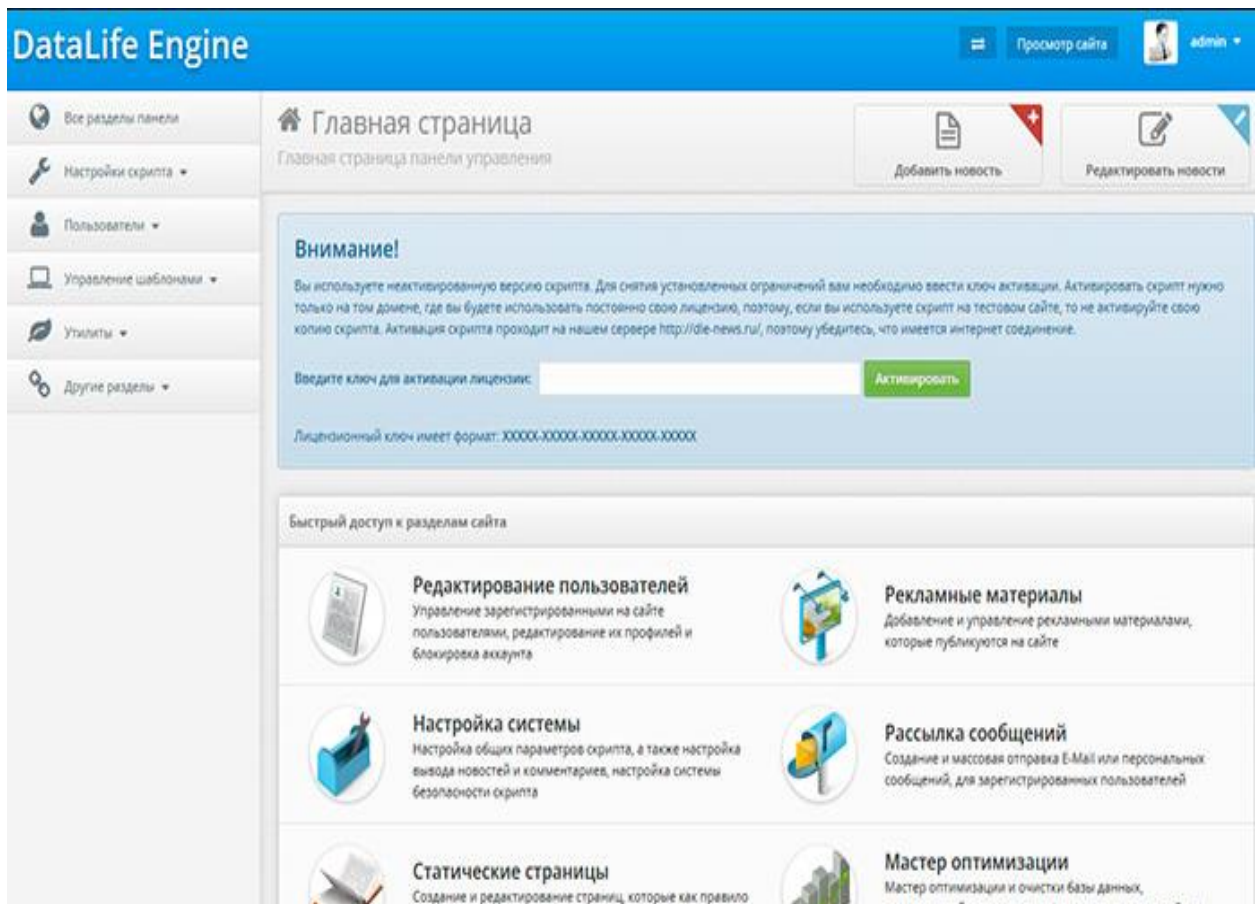 DataLife Engine
Просмотр сайта
admin
Все разделы панели
Настройки скрипта
Пользователи
Управление шаблонами
Утилиты
Другие разделы
Главная страница
Главная страница панели управления
Добавить новость
Редактировать новости
Внимание!
Вы используете неактивированную версию скрипта. Для снятия установленных ограничений вам необходимо ввести ключ активации. Активировать скрипт нужно
только на том домене, где вы будете использовать постоянно свою лицензию, поэтому, если вы используете скрипт на тестовом сайте, то не активируйте свою
копию скрипта. Активация скрипта проходит на нашем сервере http://dle-news.ru/, поэтому убедитесь, что имеется интернет соединение.
Введите ключ для активации лицензии:
Активировать
Лицензионный ключ имеет формат: XXXXX-XXXXX-XXXXX-XXXXX-XXXXX
Быстрый доступ к разделам сайта
Редактирование пользователей
Управление зарегистрированными на сайте
пользователями, редактирование их профилей и
блокировка аккаунта
Рекламные материалы
Добавление и управление рекламными материалами,
которые публикуются на сайте
Настройка системы
Настройка общих параметров скрипта, а также настройка
вывода новостей и комментариев, настройка системы
безопасности скрипта
Рассылка сообщений
Создание и массовая отправка E-Mail или персональных
сообщений, для зарегистрированных пользователей
Статические страницы
Создание и редактирование страниц, которые как правило
Мастер оптимизации
Мастер оптимизации и очистки базы данных,